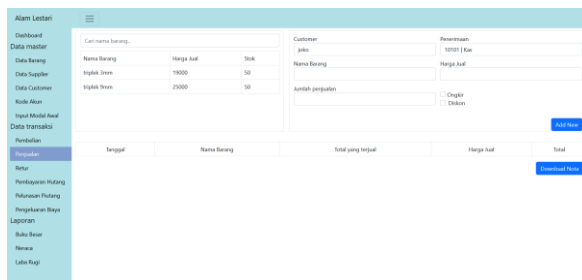 Alam Lestari
Dashboard
Data master
Data Barang
Data Supplier
Data Customer
Kode Akun
Input Modal Awal
Data transaksi
Pembelian
Penjualan
Retur
Pembayaran Hutang
Pelunasan Piutang
Pengeluaran Biaya
Laporan
Buku Besar
Neraca
Laba Rugi
Cari nama barang..
Nama Barang Harga Jual Stok
triplek 3mm 19000 50
triplek 9mm 25000 50
Customer Penerimaan
joko 10101 | Kas
Nama Barang Harga Jual
Jumlah penjualan
Ongkir
Diskon
Add New
Tanggal Nama Barang Total yang terjual Harga Jual Total
Download Nota